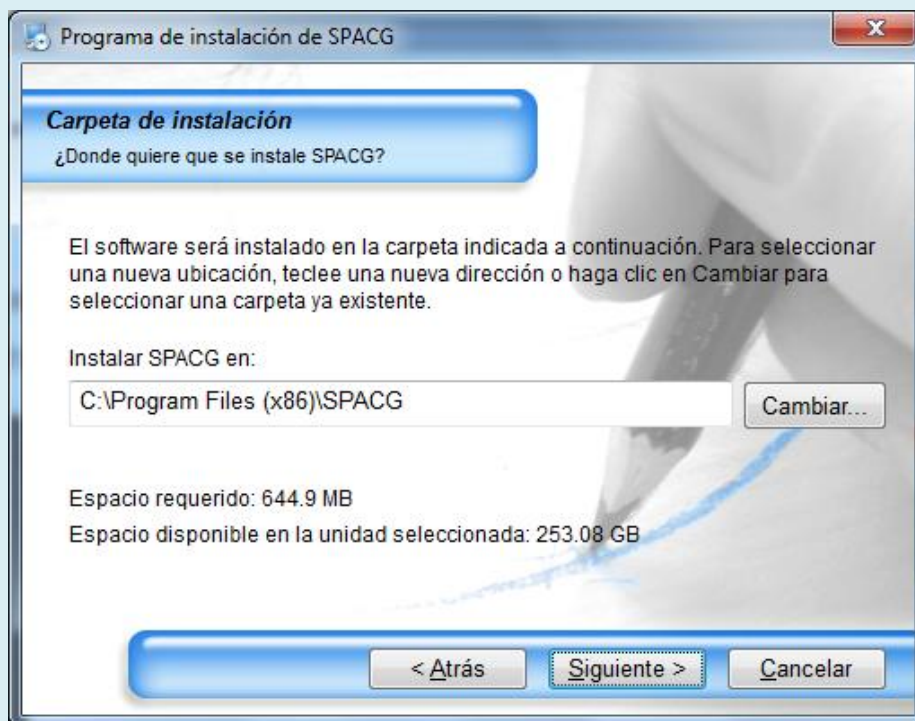 Programa de instalación de SPACG
X
Carpeta de instalación
¿Donde quiere que se instale SPACG?
El software será instalado en la carpeta indicada a continuación. Para seleccionar
una nueva ubicación, teclee una nueva dirección o haga clic en Cambiar para
seleccionar una carpeta ya existente.
Instalar SPACG en:
C:\Program Files (x86)\SPACG
Cambiar...
Espacio requerido: 644.9 MB
Espacio disponible en la unidad seleccionada: 253.08 GB
< Atrás
Siguiente >
Cancelar